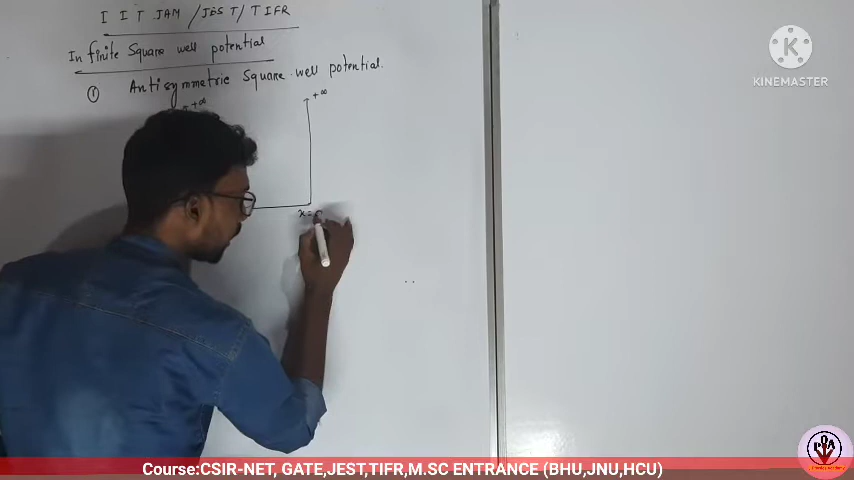 I I T JAM / JEST / TIFR
Infinite Square well potential
① Antisymmetric Square well potential.
+∞
+∞
x=
KINEMASTER
Course:CSIR-NET, GATE,JEST,TIFR,M.SC ENTRANCE (BHU,JNU,HCU)